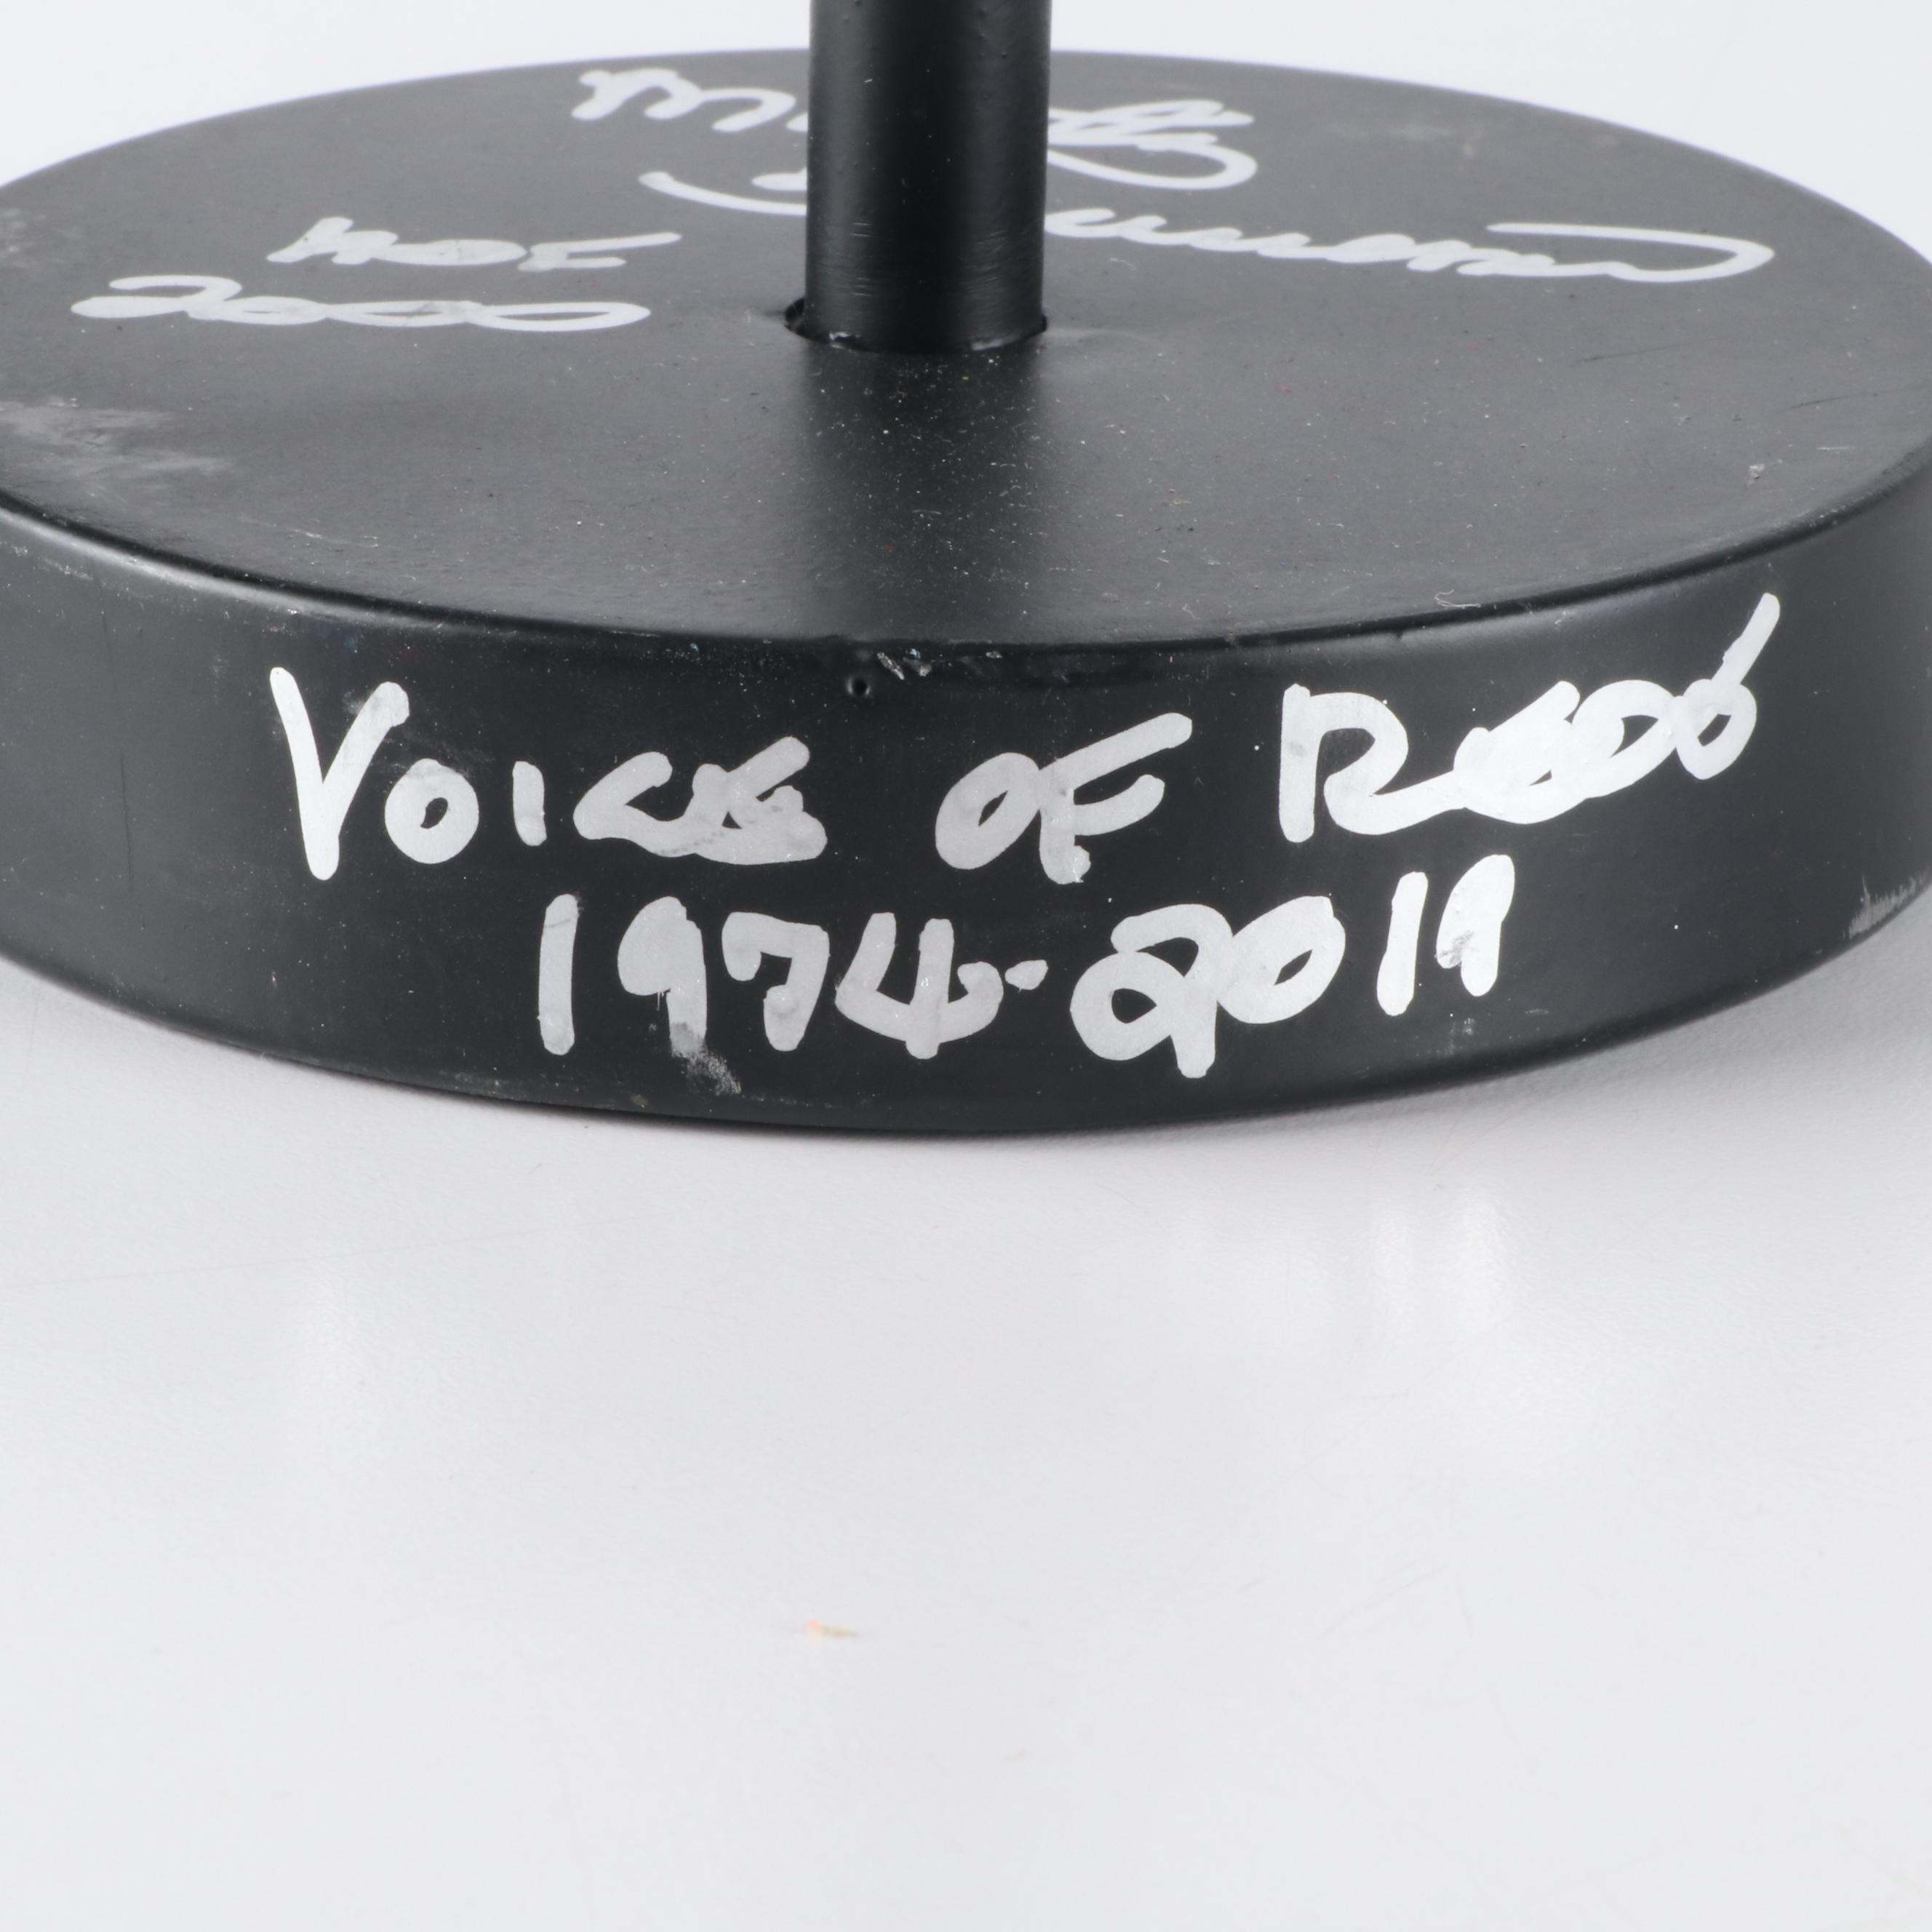 HOF
2000
VOICE OF REDS
1974-2019